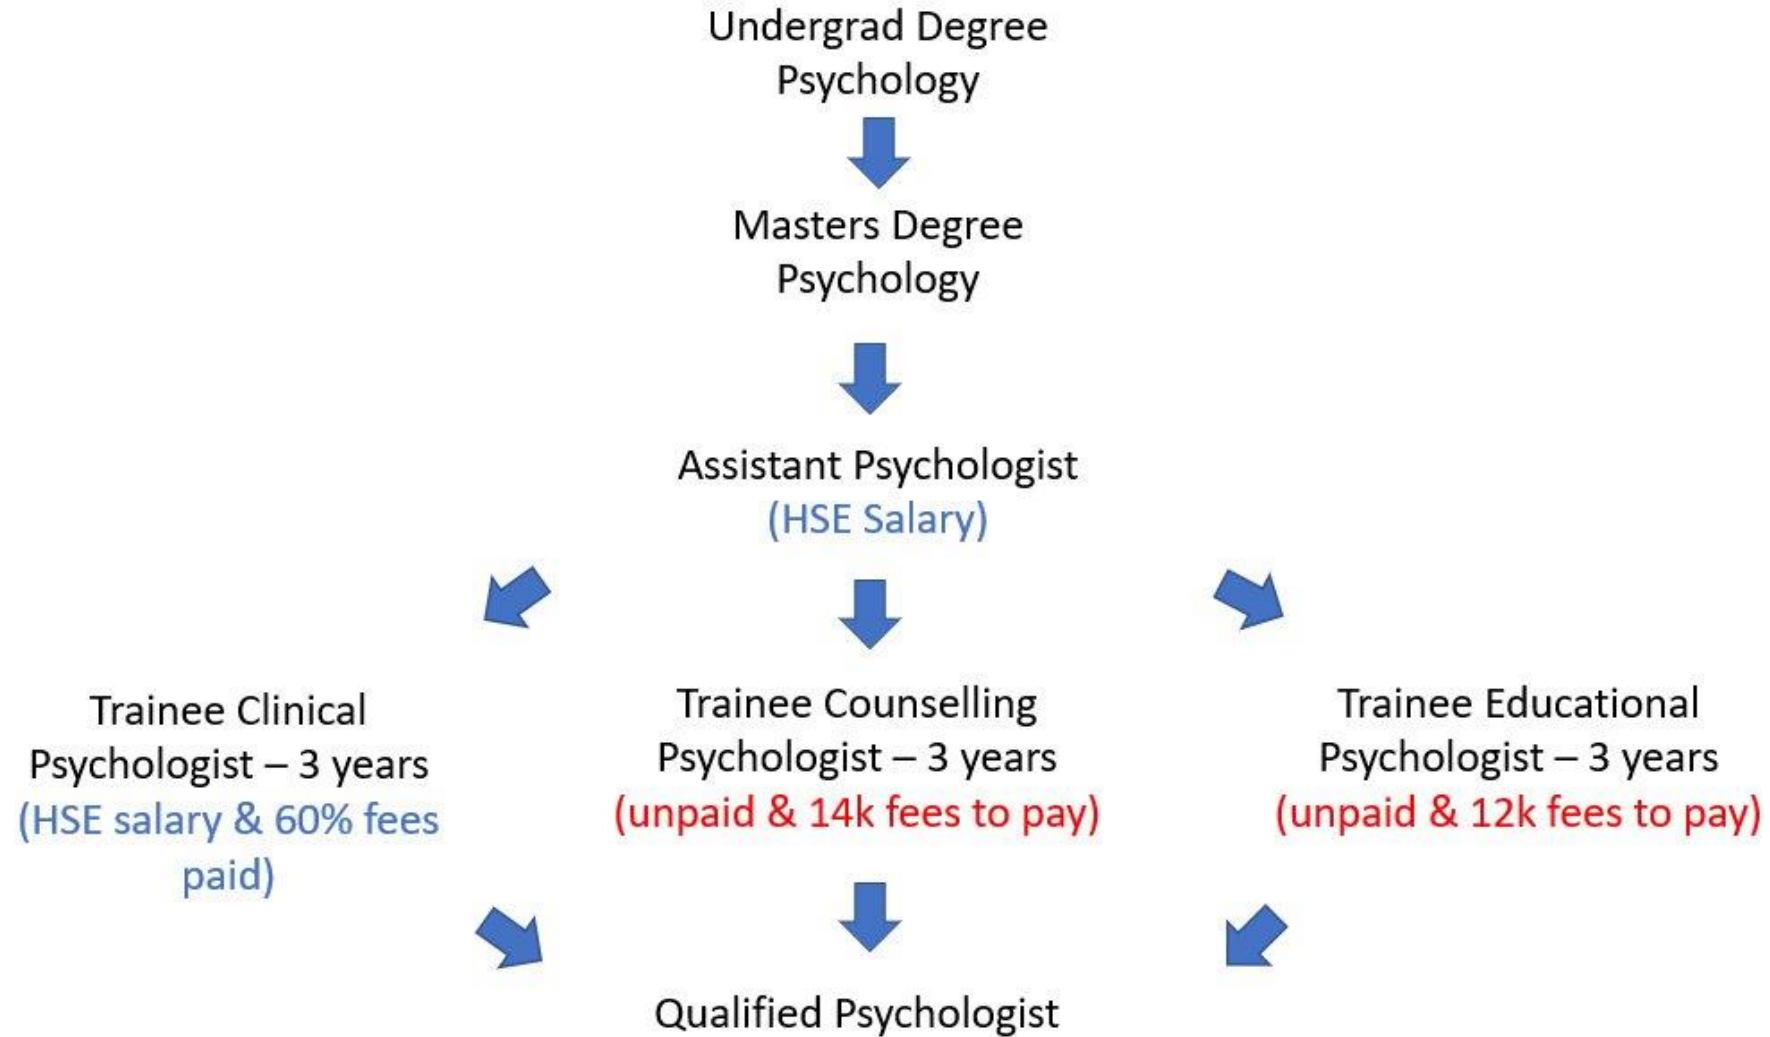 Undergrad Degree
Psychology
Masters Degree
Psychology
Assistant Psychologist
(HSE Salary)
Trainee Clinical
Psychologist – 3 years
(HSE salary & 60% fees
paid)
Trainee Counselling
Psychologist – 3 years
(unpaid & 14k fees to pay)
Trainee Educational
Psychologist – 3 years
(unpaid & 12k fees to pay)
Qualified Psychologist